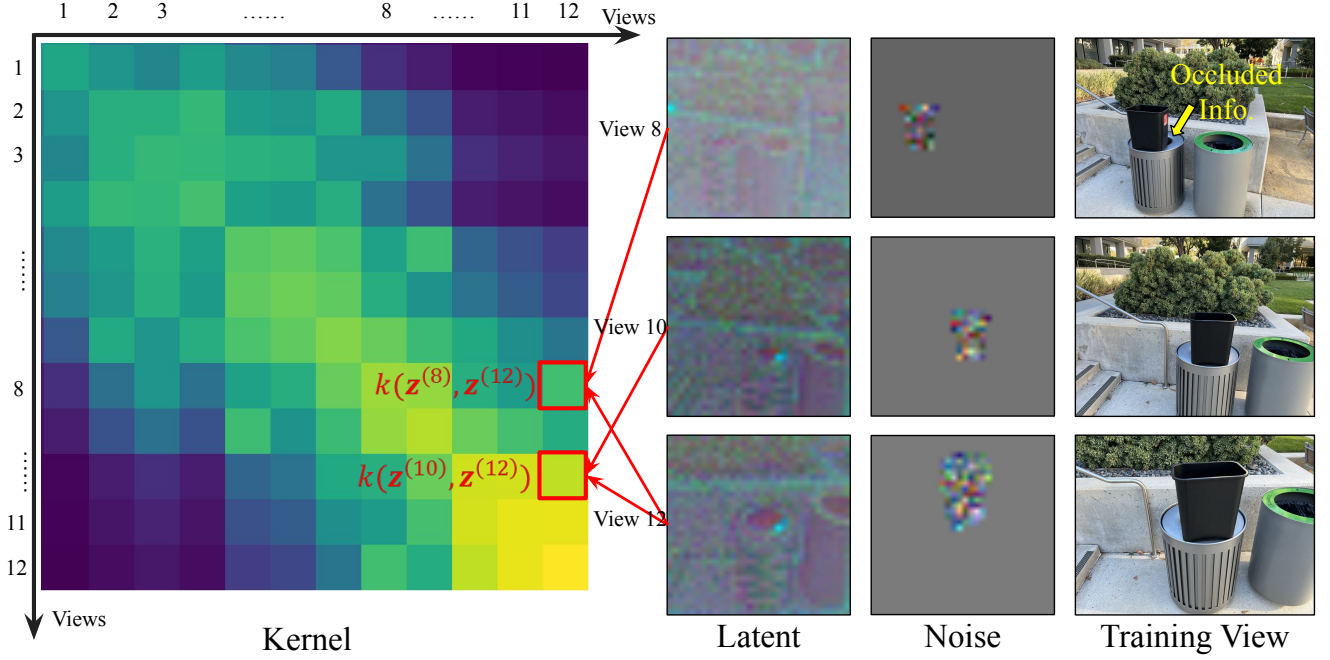 1 2 3 …… 8 …… 11 12
Views
1
2
3
……
8
……
11
12
Views
k(z^(8), z^(12))
k(z^(10), z^(12))
View 8
View 10
View 12
Occluded
Info.
Kernel
Latent
Noise
Training View